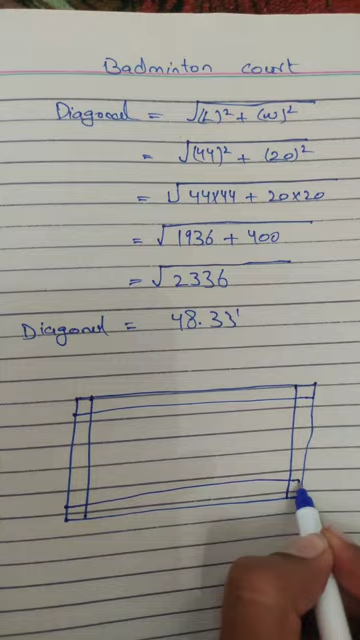 Badminton court
Diagonal = √(L)² + (w)²
= √(44)² + (20)²
= √44×44 + 20×20
= √1936 + 400
= √2336
Diagonal = 48.33'